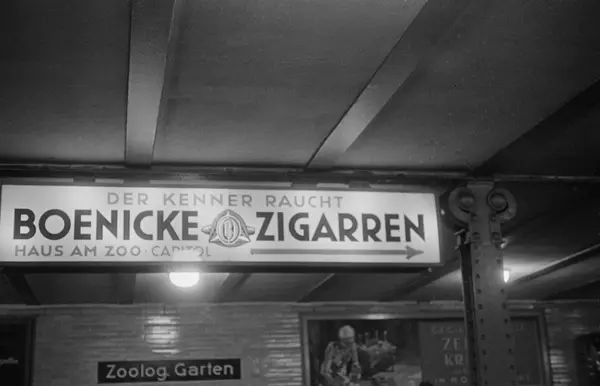 DER KENNER RAUCHT
BOENICKE ZIGARREN
HAUS AM ZOO · CAPITOL
Zoolog. Garten